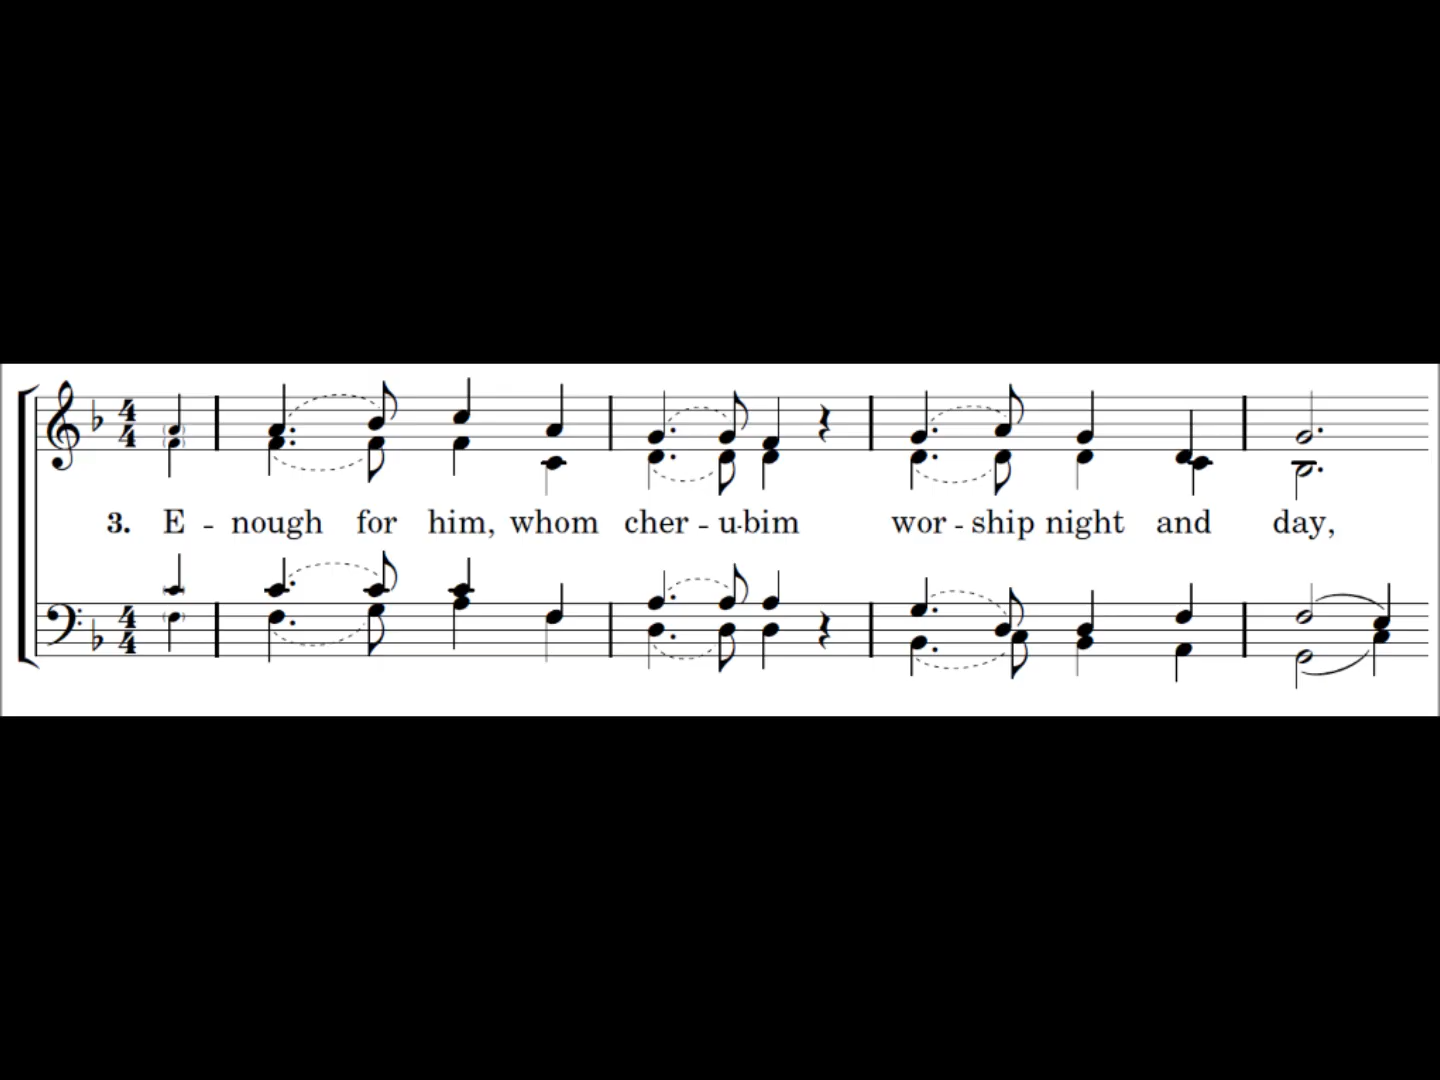 3. E - nough for him, whom cher - u-bim wor - ship night and day,